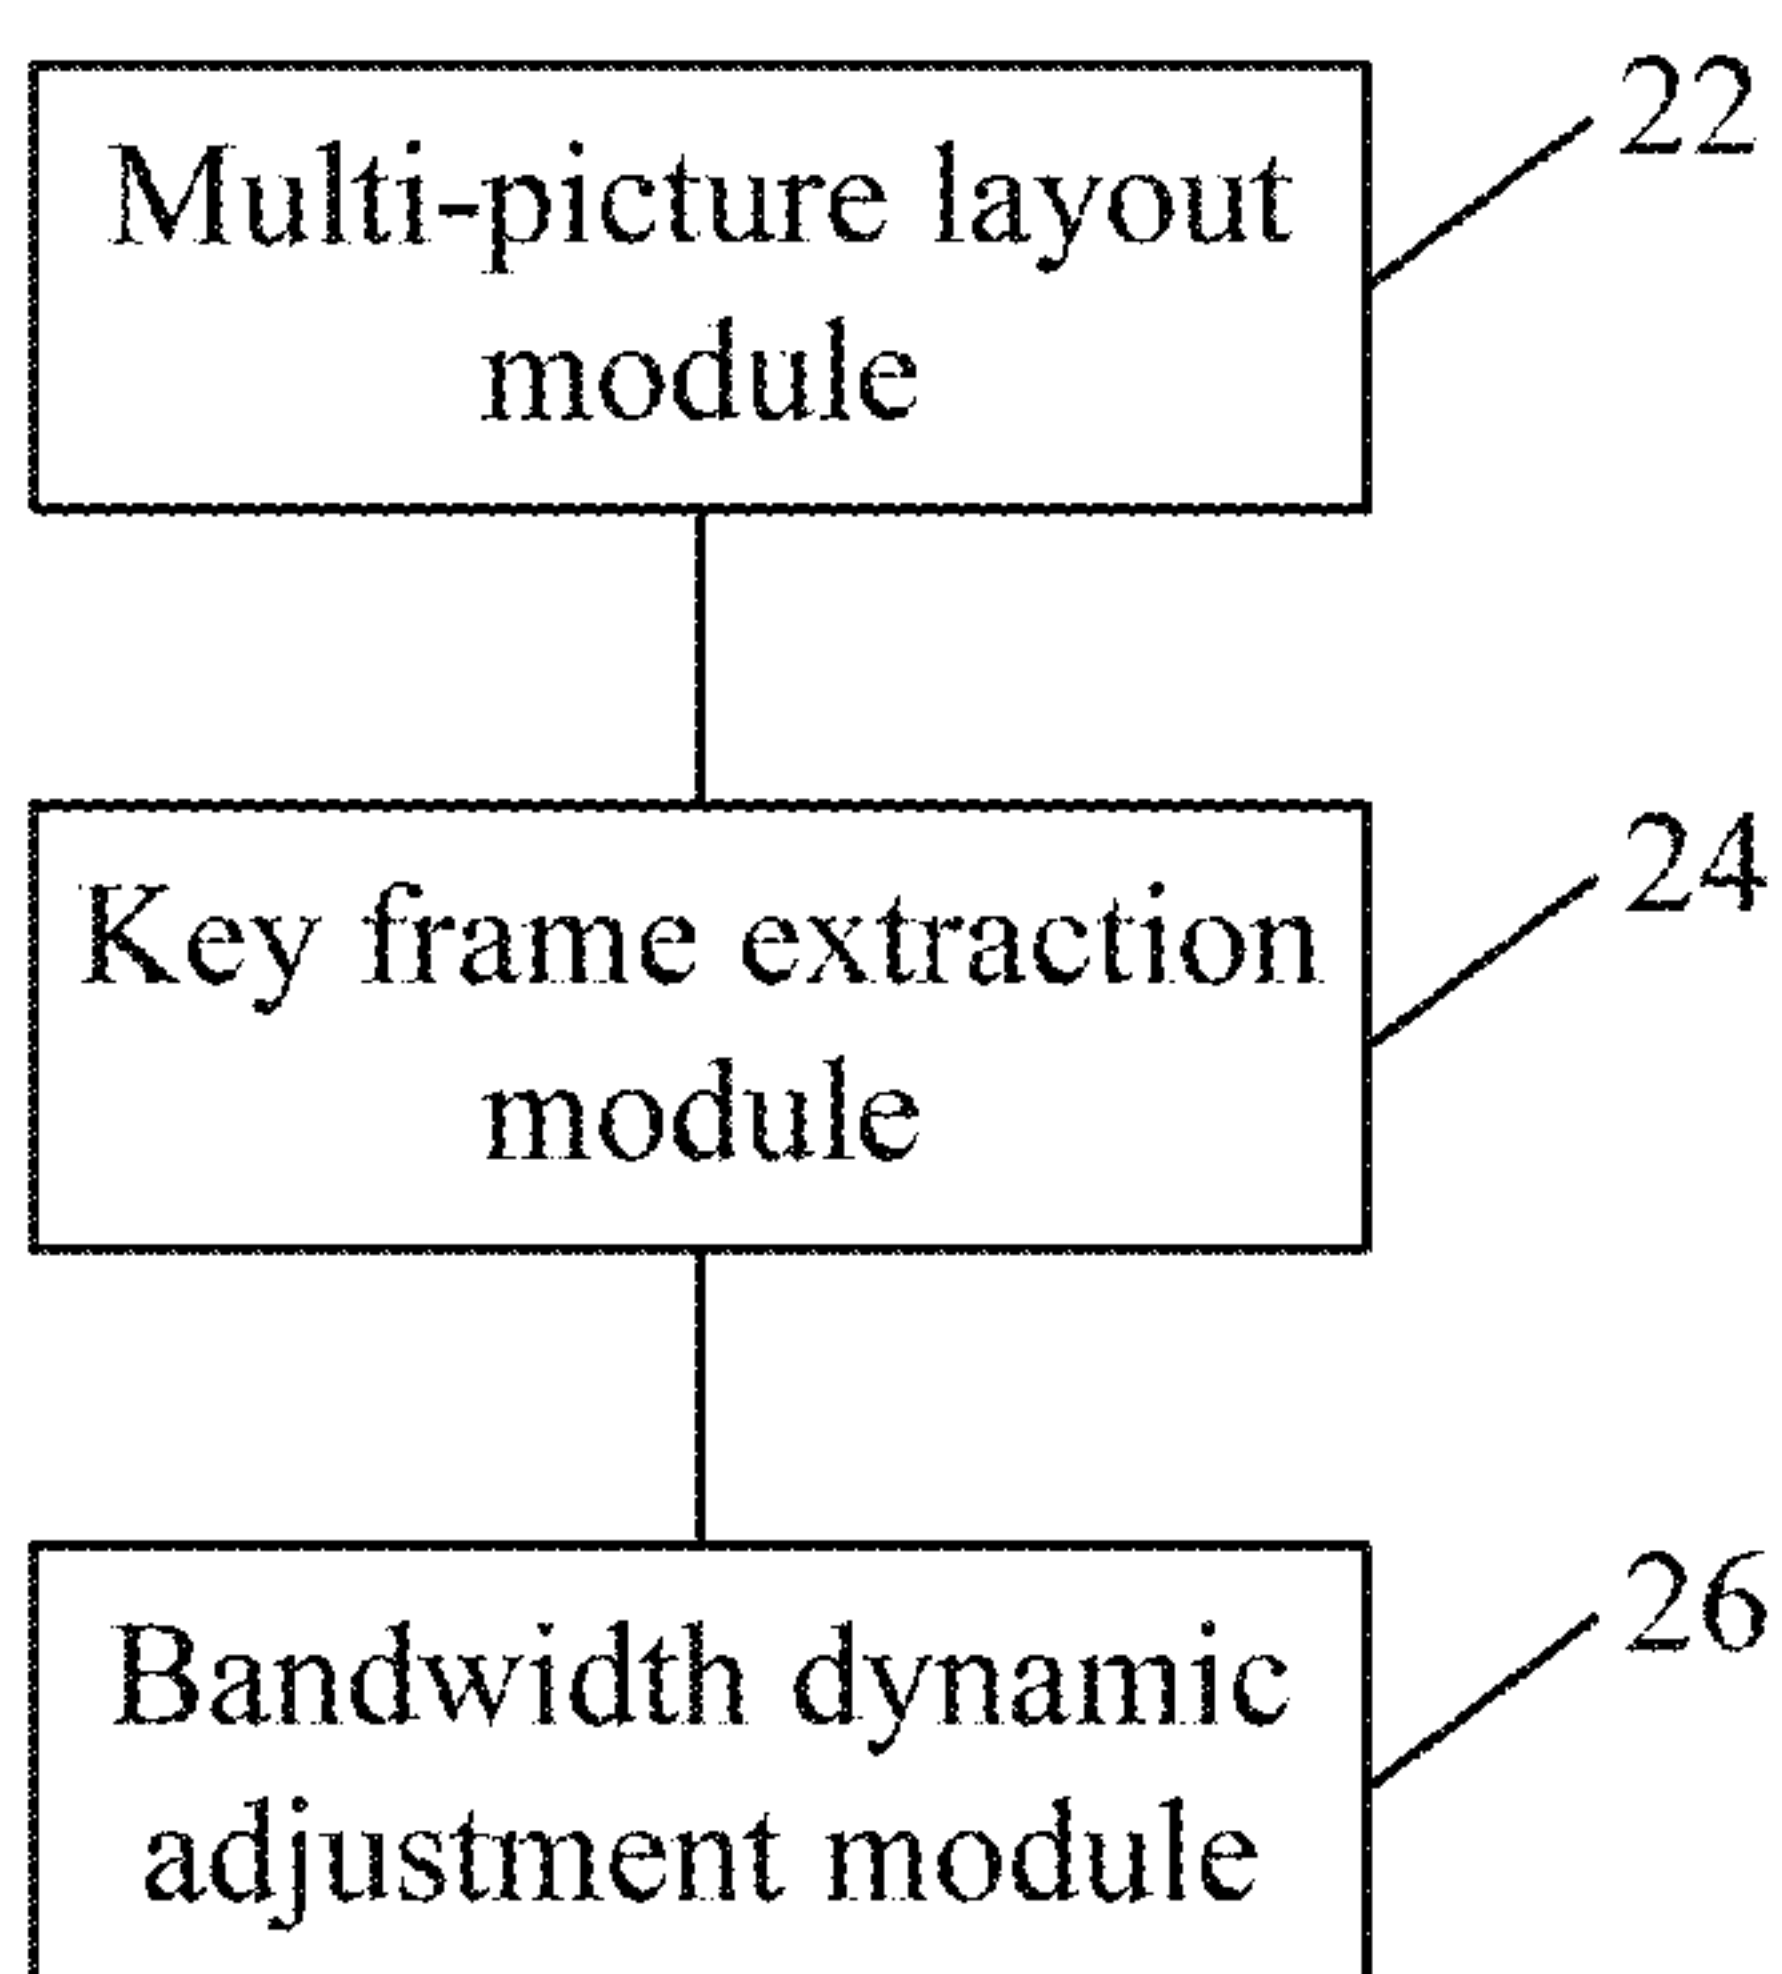 22
Multi-picture layout
module
24
Key frame extraction
module
26
Bandwidth dynamic
adjustment module